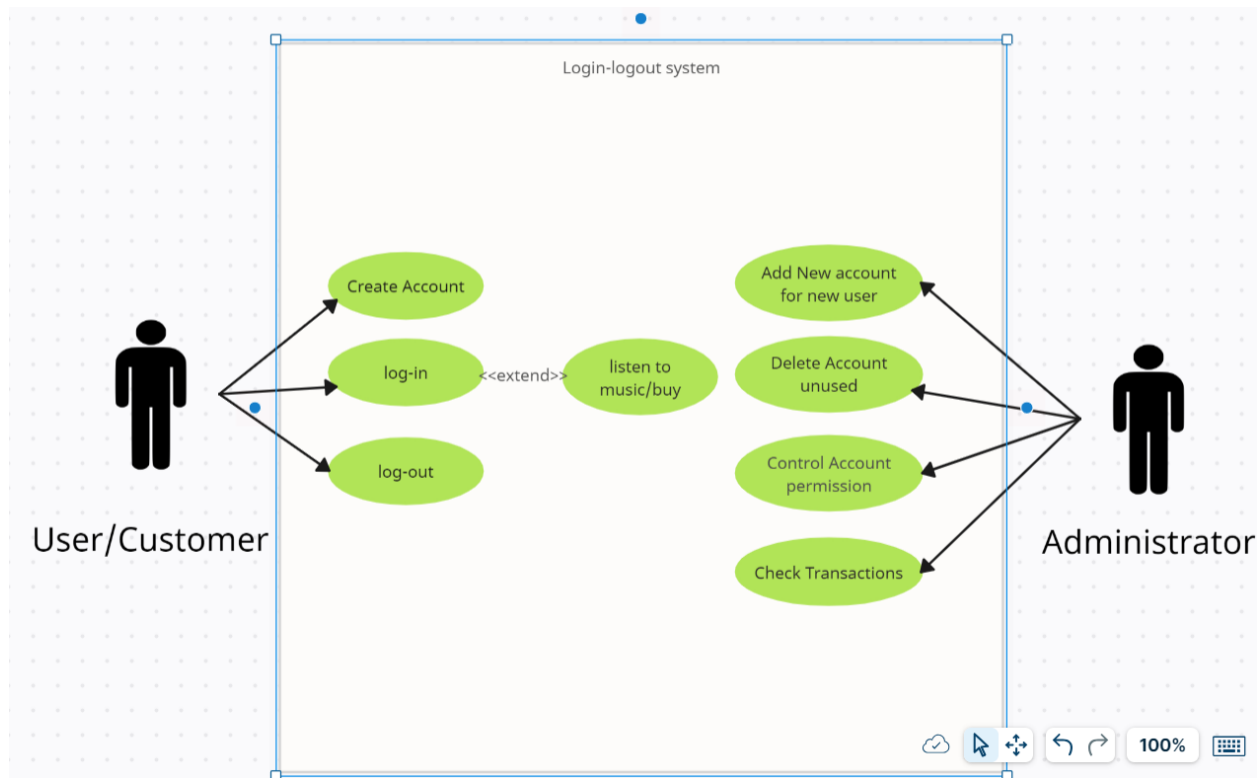 Login-logout system
Create Account
log-in
<<extend>>
listen to
music/buy
log-out
User/Customer
Add New account
for new user
Delete Account
unused
Control Account
permission
Check Transactions
Administrator
100%